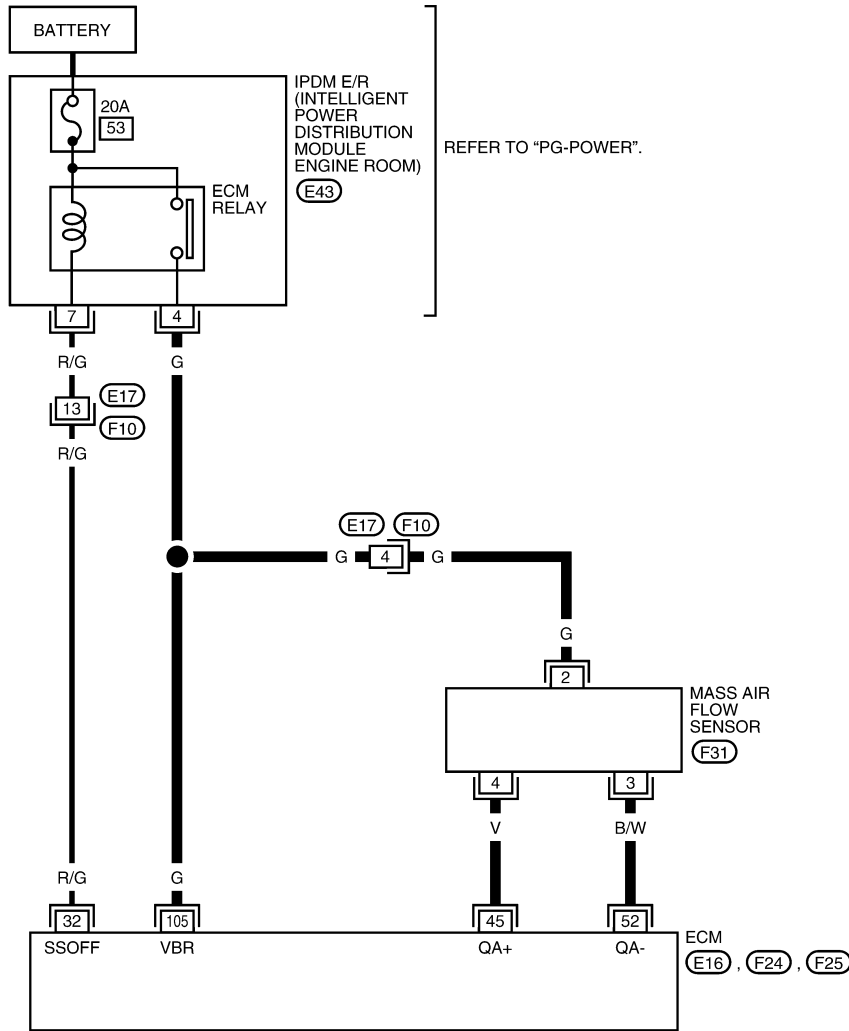 BATTERY
20A
53
IPDM E/R
(INTELLIGENT
POWER
DISTRIBUTION
MODULE
ENGINE ROOM)
E43
REFER TO “PG-POWER”.
ECM
RELAY
7
4
R/G
G
13
E17
F10
R/G
E17
F10
G
4
G
G
2
MASS AIR
FLOW
SENSOR
F31
4
3
V
B/W
R/G
G
32
105
45
52
SSOFF
VBR
QA+
QA-
ECM
E16 , F24 , F25